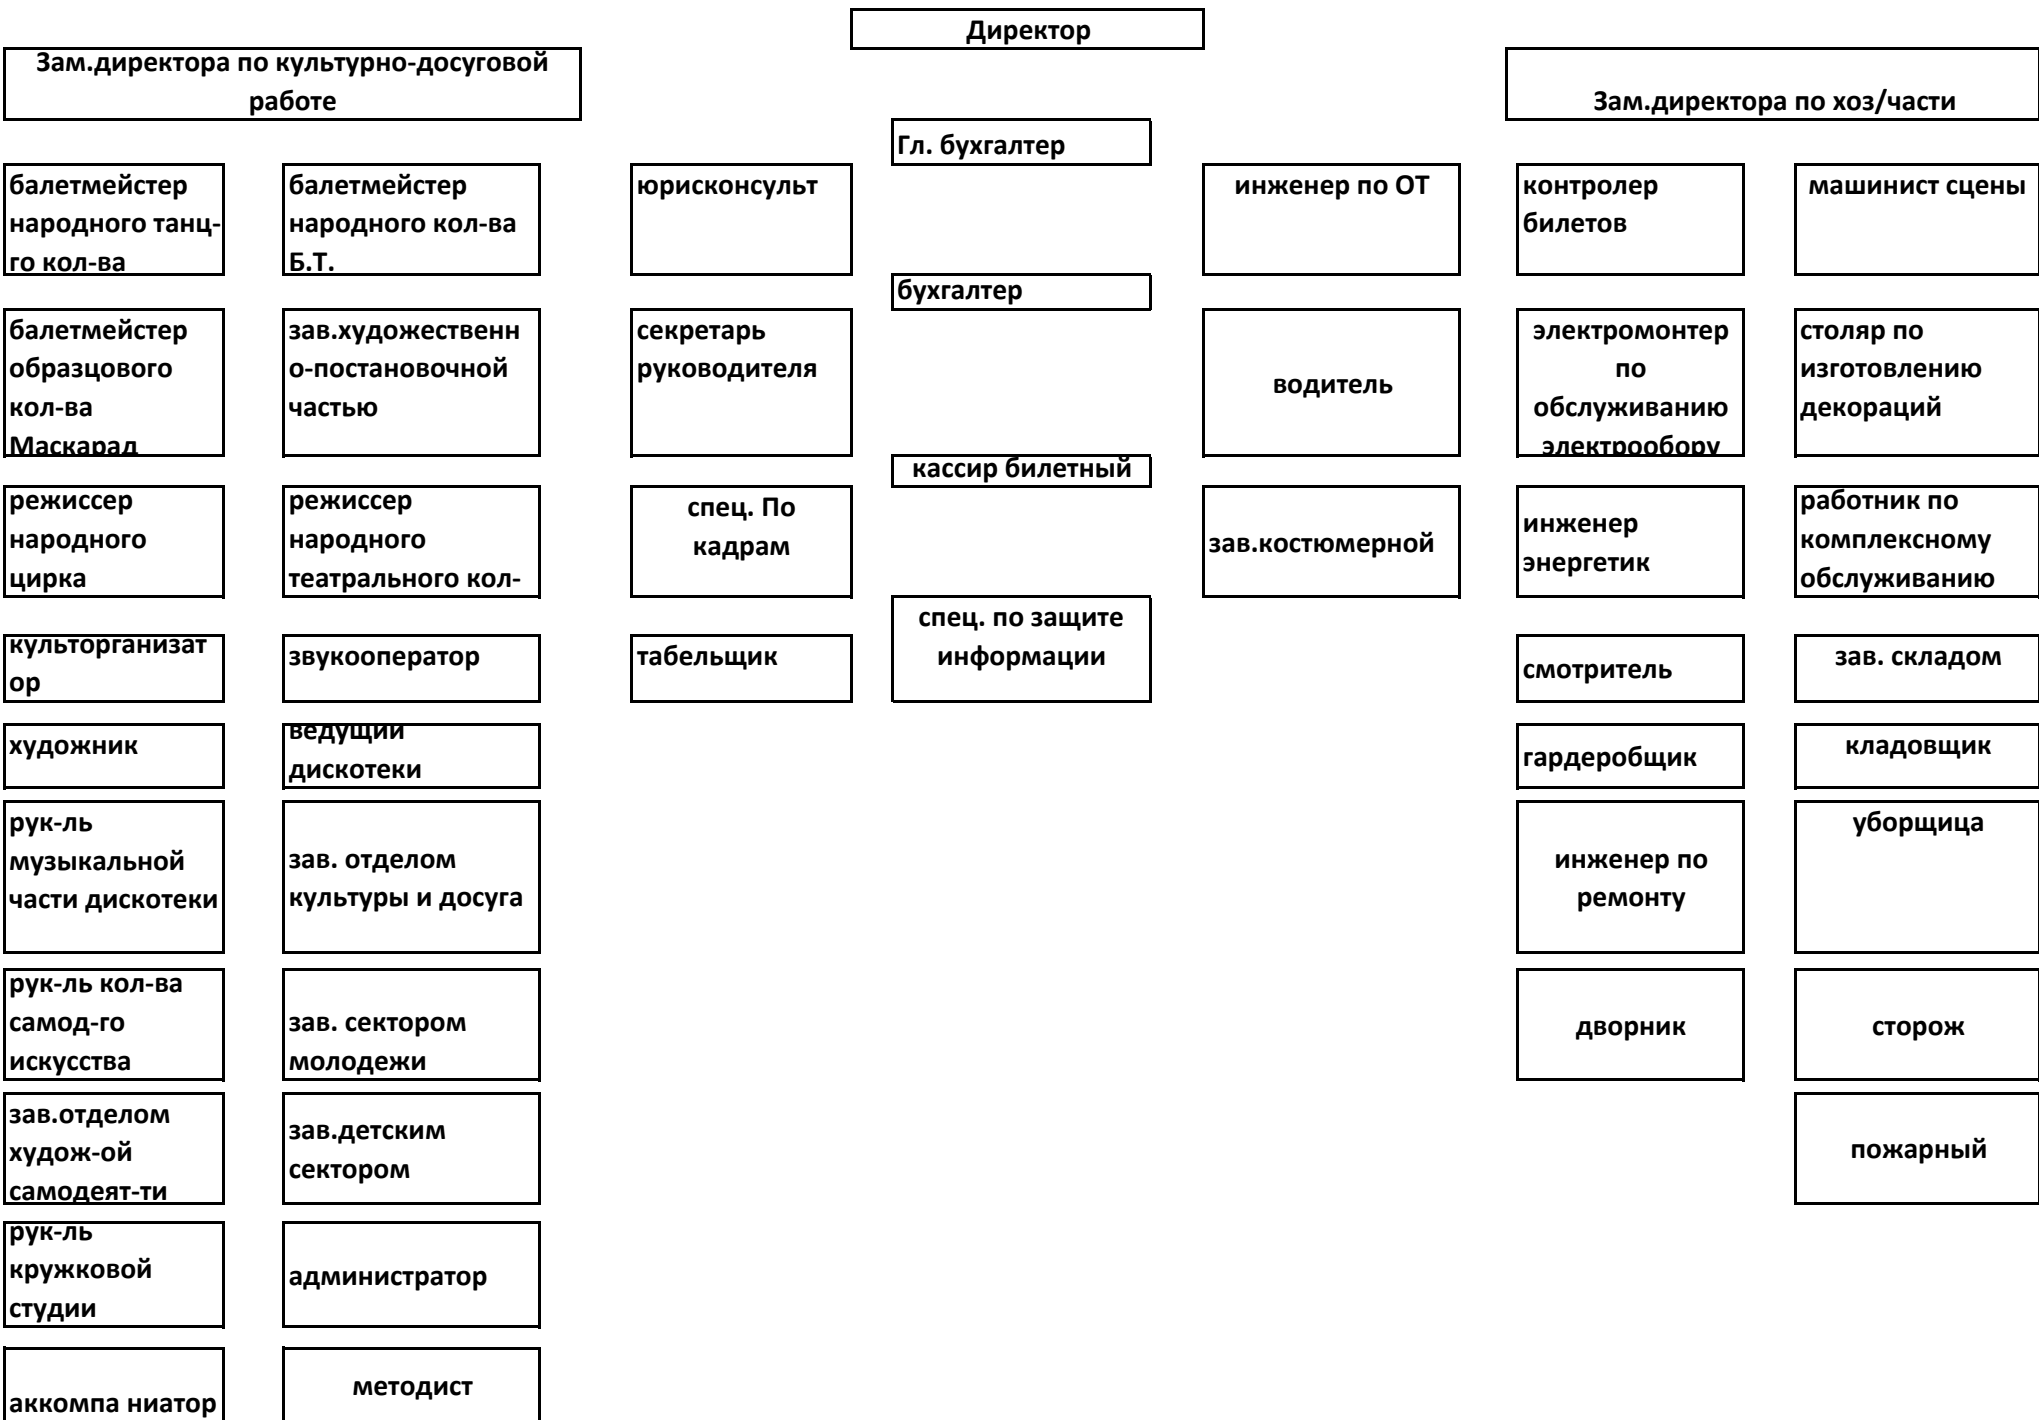 Директор
Зам.директора по культурно-досуговой
работе
Зам.директора по хоз/части
Гл. бухгалтер
балетмейстер
народного танц-
го кол-ва
балетмейстер
народного кол-ва
Б.Т.
юрисконсульт
инженер по ОТ
контролер
билетов
машинист сцены
бухгалтер
балетмейстер
образцового
кол-ва
Маскарад
зав.художественн
о-постановочной
частью
секретарь
руководителя
водитель
электромонтер
по
обслуживанию
электрообору
столяр по
изготовлению
декораций
кассир билетный
режиссер
народного
цирка
режиссер
народного
театрального кол-
спец. По
кадрам
зав.костюмерной
инженер
энергетик
работник по
комплексному
обслуживанию
спец. по защите
информации
культорганизат
ор
звукооператор
табельщик
смотритель
зав. складом
художник
ведущий
дискотеки
гардеробщик
кладовщик
рук-ль
музыкальной
части дискотеки
зав. отделом
культуры и досуга
инженер по
ремонту
уборщица
рук-ль кол-ва
самод-го
искусства
зав. сектором
молодежи
дворник
сторож
зав.отделом
худож-ой
самодеят-ти
зав.детским
сектором
пожарный
рук-ль
кружковой
студии
администратор
аккомпа ниатор
методист